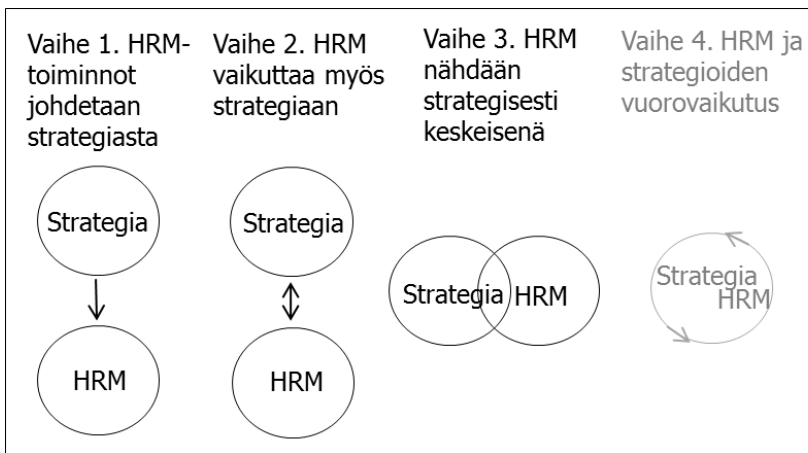 Vaihe 1. HRM-
toiminnot
johdetaan
strategiasta
Strategia
HRM
Vaihe 2. HRM
vaikuttaa myös
strategiaan
Strategia
HRM
Vaihe 3. HRM
nähdään
strategisesti
keskeisenä
Strategia HRM
Vaihe 4. HRM ja
strategioiden
vuorovaikutus
Strategia
HRM